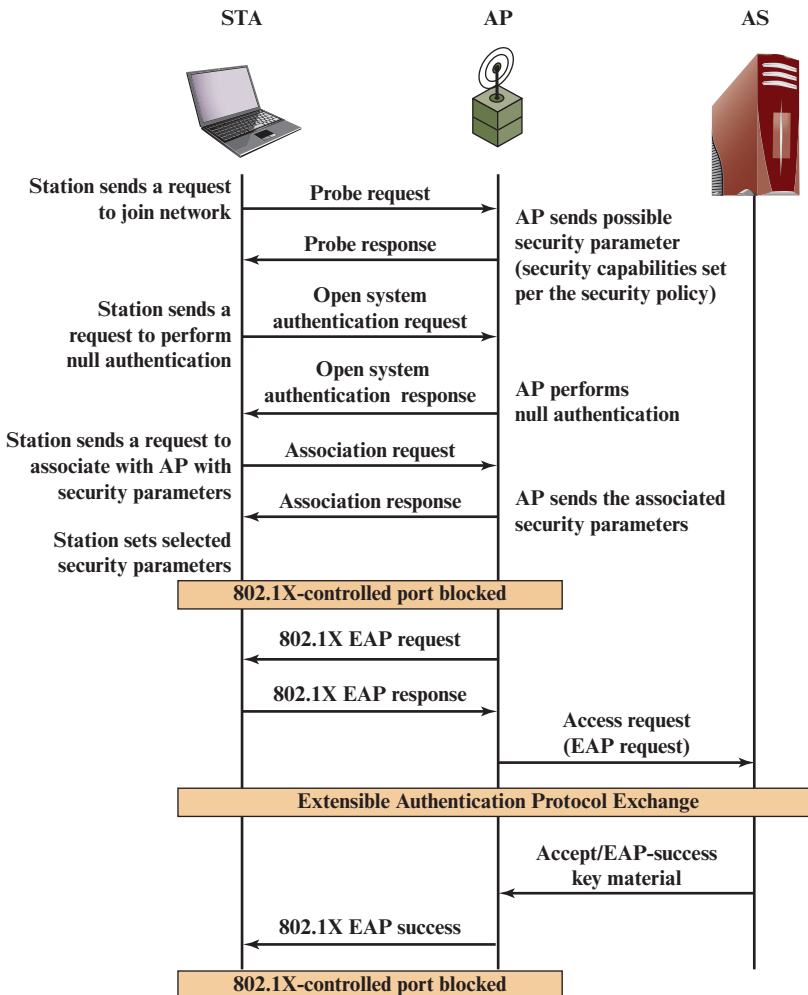 STA
AP
AS
Station sends a request
to join network
Probe request
AP sends possible
security parameter
(security capabilities set
per the security policy)
Probe response
Station sends a
request to perform
null authentication
Open system
authentication request
Open system
authentication response
AP performs
null authentication
Station sends a request to
associate with AP with
security parameters
Association request
Association response
AP sends the associated
security parameters
Station sets selected
security parameters
802.1X-controlled port blocked
802.1X EAP request
802.1X EAP response
Access request
(EAP request)
Extensible Authentication Protocol Exchange
Accept/EAP-success
key material
802.1X EAP success
802.1X-controlled port blocked